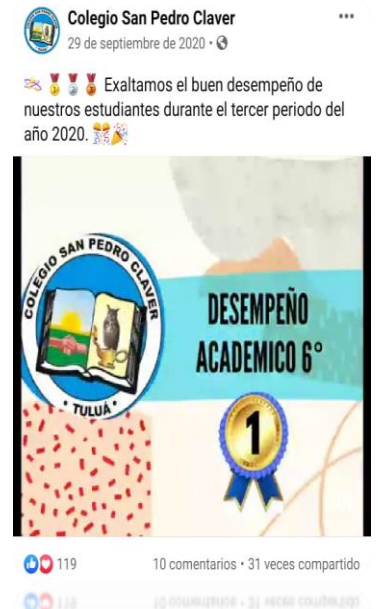 Colegio San Pedro Claver
29 de septiembre de 2020 ·
Exaltamos el buen desempeño de
nuestros estudiantes durante el tercer periodo del
año 2020.
COLEGIO SAN PEDRO CLAVER
• TULUÁ •
DESEMPEÑO
ACADEMICO 6°
1
119
10 comentarios • 31 veces compartido